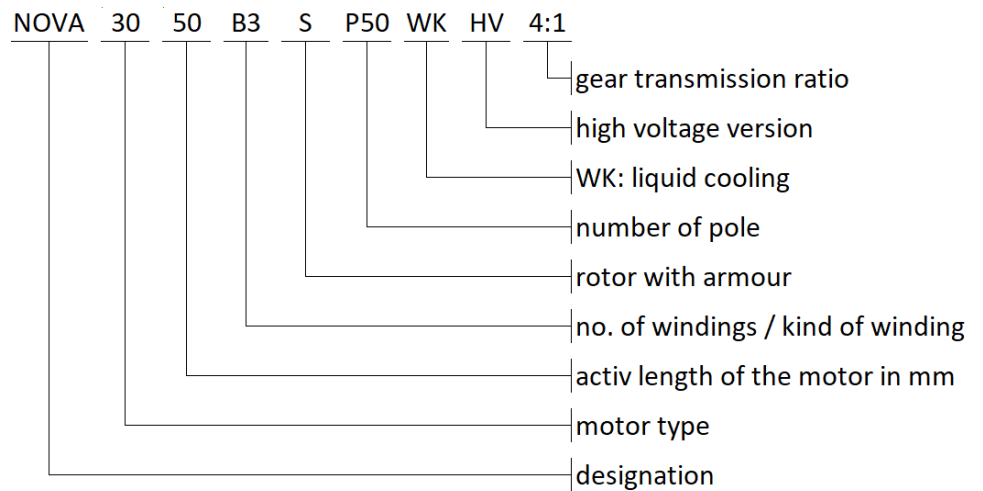 NOVA 30 50 B3 S P50 WK HV 4:1
gear transmission ratio
high voltage version
WK: liquid cooling
number of pole
rotor with armour
no. of windings / kind of winding
activ length of the motor in mm
motor type
designation